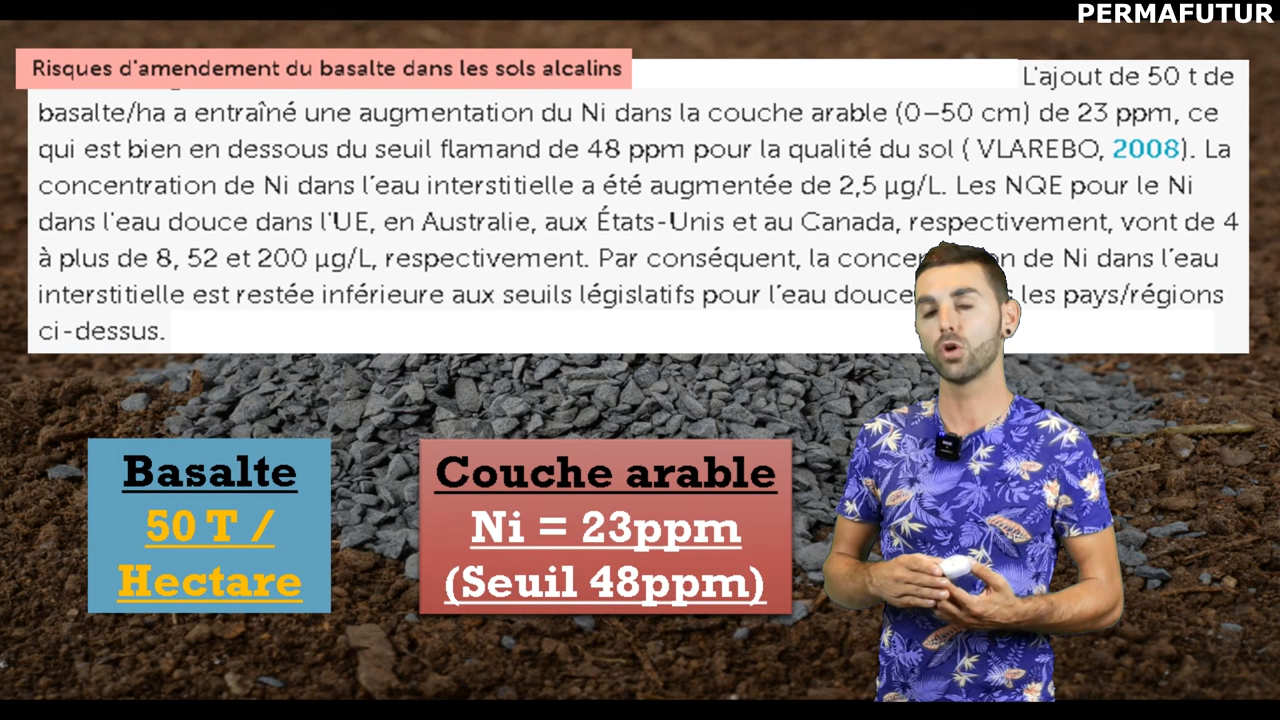 PERMAFUTUR
Risques d'amendement du basalte dans les sols alcalins
L'ajout de 50 t de
basalte/ha a entraîné une augmentation du Ni dans la couche arable (0–50 cm) de 23 ppm, ce
qui est bien en dessous du seuil flamand de 48 ppm pour la qualité du sol ( VLAREBO, 2008). La
concentration de Ni dans l'eau interstitielle a été augmentée de 2,5 µg/L. Les NQE pour le Ni
dans l'eau douce dans l'UE, en Australie, aux États-Unis et au Canada, respectivement, vont de 4
à plus de 8, 52 et 200 µg/L, respectivement. Par conséquent, la de Ni dans l'eau
interstitielle est restée inférieure aux seuils législatifs pour l'eau douce les pays/régions
ci-dessus.
Basalte
50 T /
Hectare
Couche arable
Ni = 23ppm
(Seuil 48ppm)